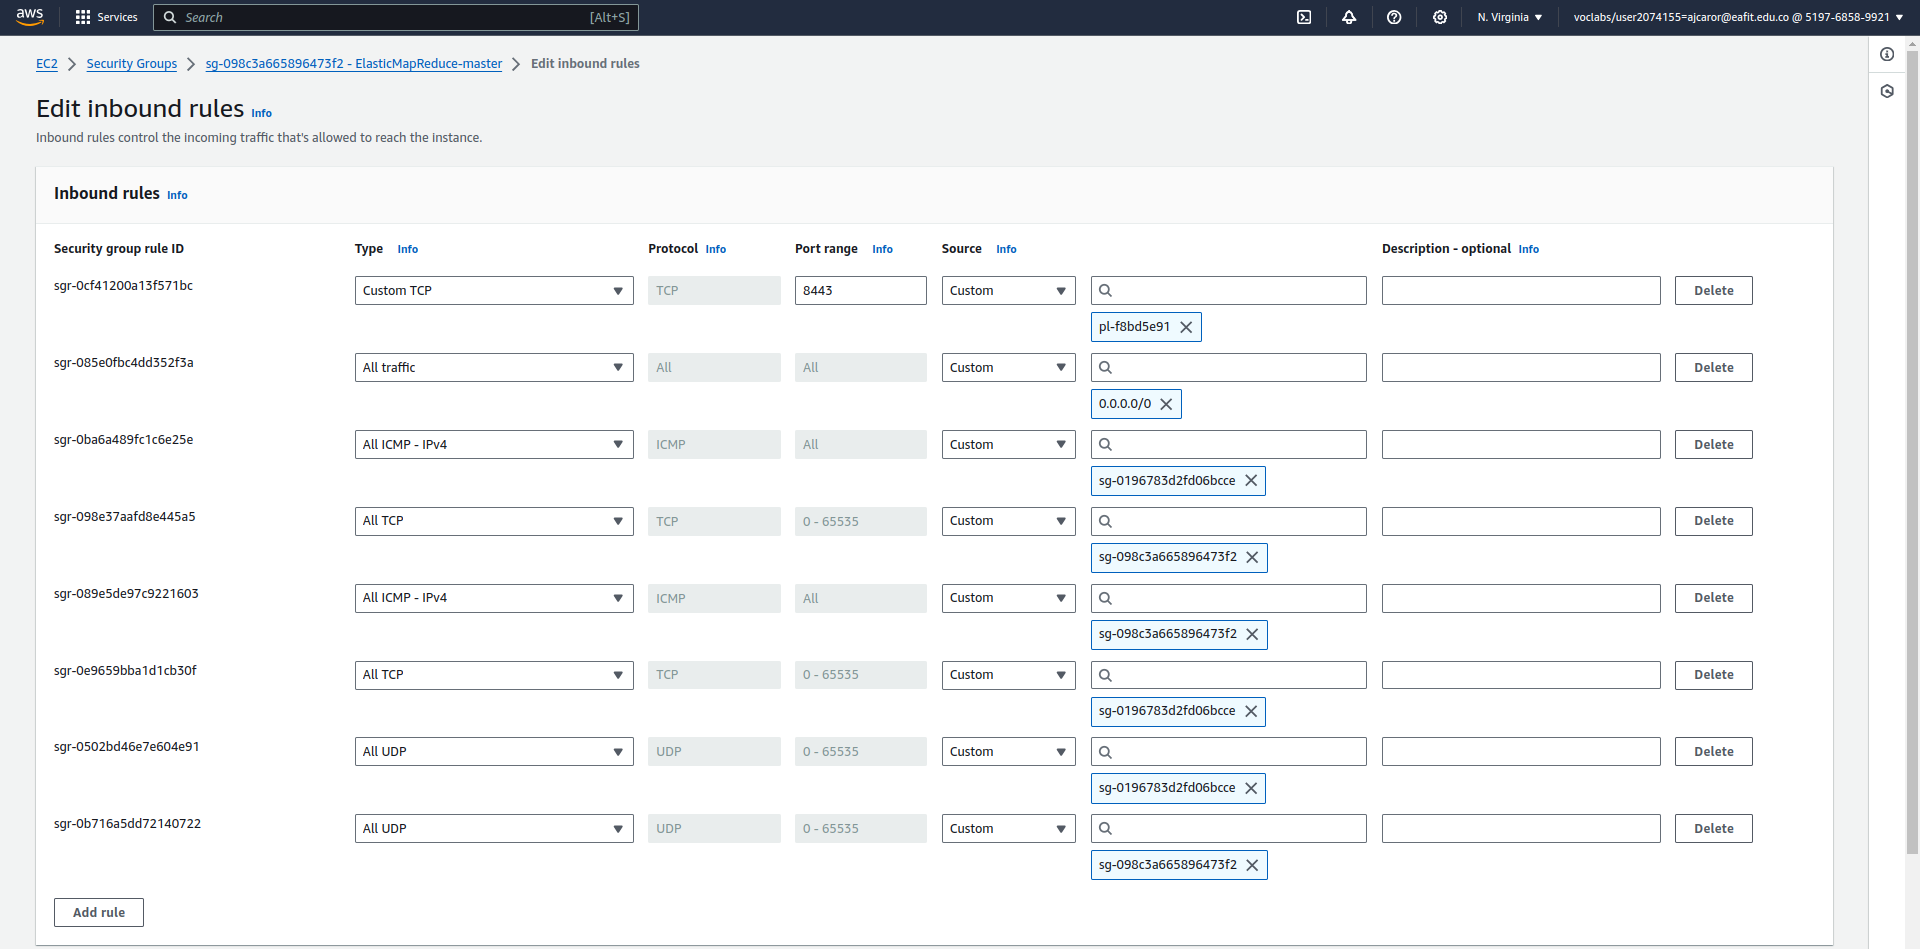 aws Services Search [Alt+S] N. Virginia voclabs/user2074155=ajcaror@eafit.edu.co @ 5197-6858-9921
EC2 Security Groups sg-098c3a665896473f2 - ElasticMapReduce-master Edit inbound rules
Edit inbound rules Info
Inbound rules control the incoming traffic that's allowed to reach the instance.
Inbound rules Info
Security group rule ID Type Info Protocol Info Port range Info Source Info Description - optional Info
sgr-0cf41200a13f571bc Custom TCP TCP 8443 Custom Delete
pl-f8bd5e91
sgr-085e0fbc4dd352f3a All traffic All All Custom Delete
0.0.0.0/0
sgr-0ba6a489fc1c6e25e All ICMP - IPv4 ICMP All Custom Delete
sg-0196783d2fd06bcce
sgr-098e37aafd8e445a5 All TCP TCP 0 - 65535 Custom Delete
sg-098c3a665896473f2
sgr-089e5de97c9221603 All ICMP - IPv4 ICMP All Custom Delete
sg-098c3a665896473f2
sgr-0e9659bba1d1cb30f All TCP TCP 0 - 65535 Custom Delete
sg-0196783d2fd06bcce
sgr-0502bd46e7e604e91 All UDP UDP 0 - 65535 Custom Delete
sg-0196783d2fd06bcce
sgr-0b716a5dd72140722 All UDP UDP 0 - 65535 Custom Delete
sg-098c3a665896473f2
Add rule